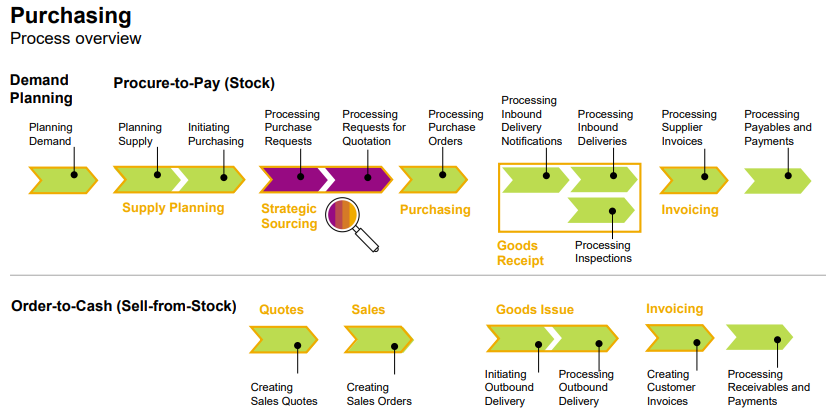 Purchasing
Process overview
Demand
Planning
Procure-to-Pay (Stock)
Planning
Demand
Planning
Supply
Initiating
Purchasing
Processing
Purchase
Requests
Processing
Requests for
Quotation
Processing
Purchase
Orders
Processing
Inbound
Delivery
Notifications
Processing
Inbound
Deliveries
Processing
Supplier
Invoices
Processing
Payables and
Payments
Supply Planning
Strategic
Sourcing
Purchasing
Goods
Receipt
Processing
Inspections
Invoicing
Order-to-Cash (Sell-from-Stock)
Quotes
Sales
Goods Issue
Invoicing
Creating
Sales Quotes
Creating
Sales Orders
Initiating
Outbound
Delivery
Processing
Outbound
Delivery
Creating
Customer
Invoices
Processing
Receivables and
Payments